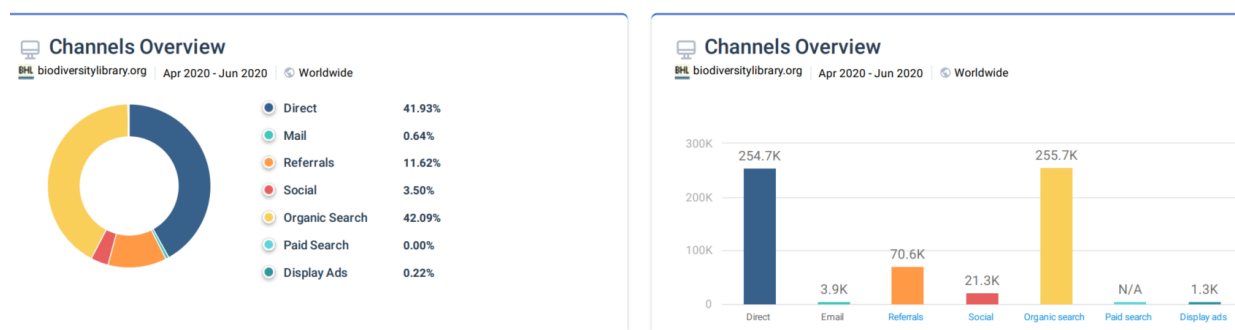 Channels Overview
BHL biodiversitylibrary.org Apr 2020 - Jun 2020 Worldwide
Direct 41.93%
Mail 0.64%
Referrals 11.62%
Social 3.50%
Organic Search 42.09%
Paid Search 0.00%
Display Ads 0.22%
Channels Overview
BHL biodiversitylibrary.org Apr 2020 - Jun 2020 Worldwide
300K
254.7K 255.7K
200K
100K
70.6K
21.3K
3.9K N/A 1.3K
0
Direct Email Referrals Social Organic search Paid search Display ads